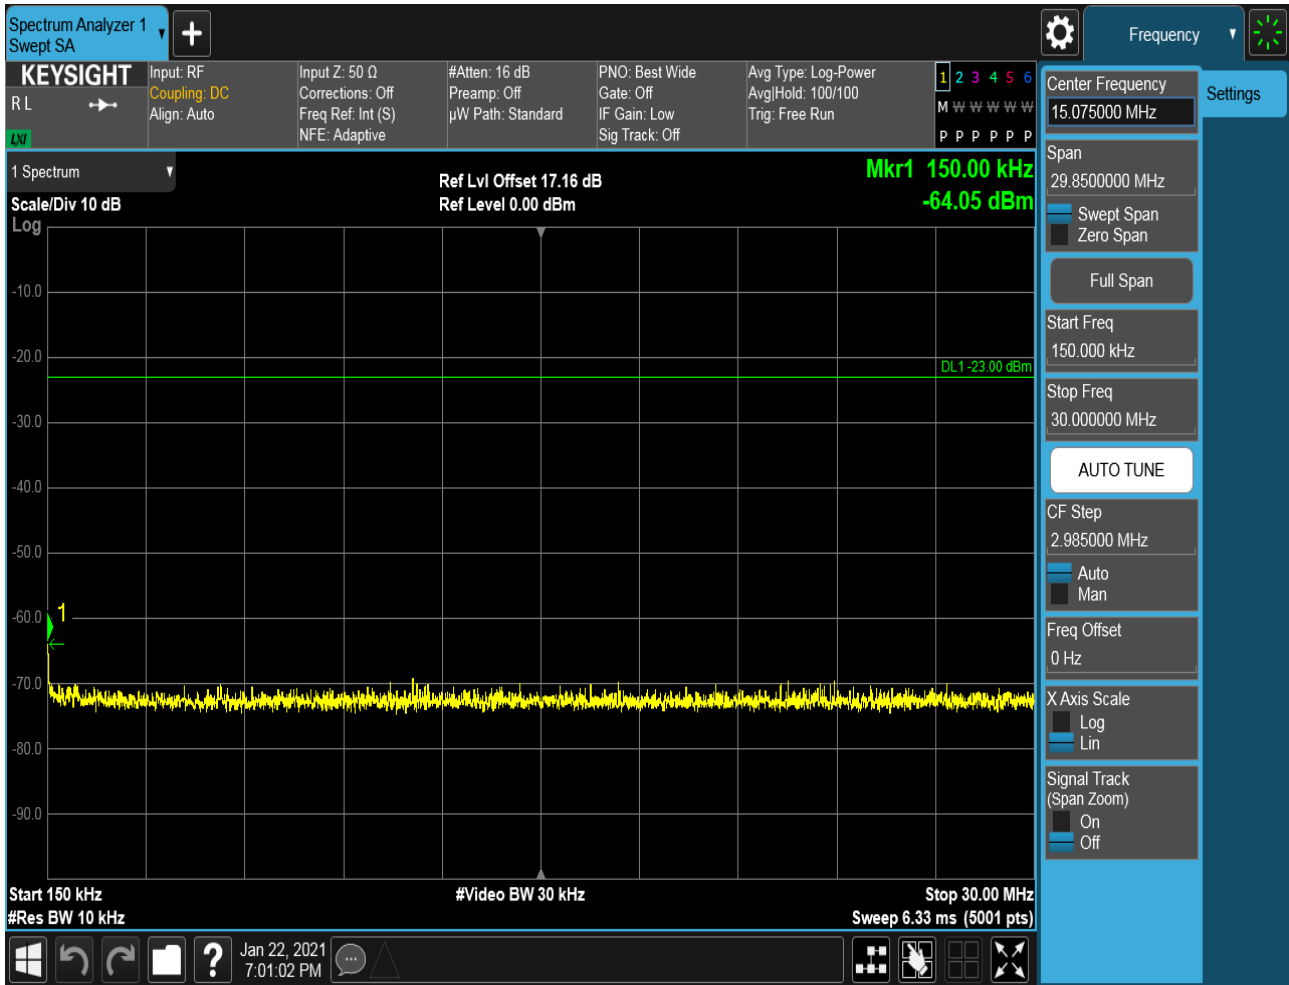 Spectrum Analyzer 1
Swept SA
+
Frequency
KEYSIGHT
R L
LXI
Input: RF
Coupling: DC
Align: Auto
Input Z: 50 Ω
Corrections: Off
Freq Ref: Int (S)
NFE: Adaptive
#Atten: 16 dB
Preamp: Off
µW Path: Standard
PNO: Best Wide
Gate: Off
IF Gain: Low
Sig Track: Off
Avg Type: Log-Power
Avg|Hold: 100/100
Trig: Free Run
1 2 3 4 5 6
M W W W W W
P P P P P P
1 Spectrum
Scale/Div 10 dB
Log
Ref Lvl Offset 17.16 dB
Ref Level 0.00 dBm
Mkr1 150.00 kHz
-64.05 dBm
-10.0
-20.0
DL1 -23.00 dBm
-30.0
-40.0
-50.0
-60.0
1
-70.0
-80.0
-90.0
Start 150 kHz
#Res BW 10 kHz
#Video BW 30 kHz
Stop 30.00 MHz
Sweep 6.33 ms (5001 pts)
?
Jan 22, 2021
7:01:02 PM
Center Frequency
15.075000 MHz
Settings
Span
29.8500000 MHz
Swept Span
Zero Span
Full Span
Start Freq
150.000 kHz
Stop Freq
30.000000 MHz
AUTO TUNE
CF Step
2.985000 MHz
Auto
Man
Freq Offset
0 Hz
X Axis Scale
Log
Lin
Signal Track
(Span Zoom)
On
Off